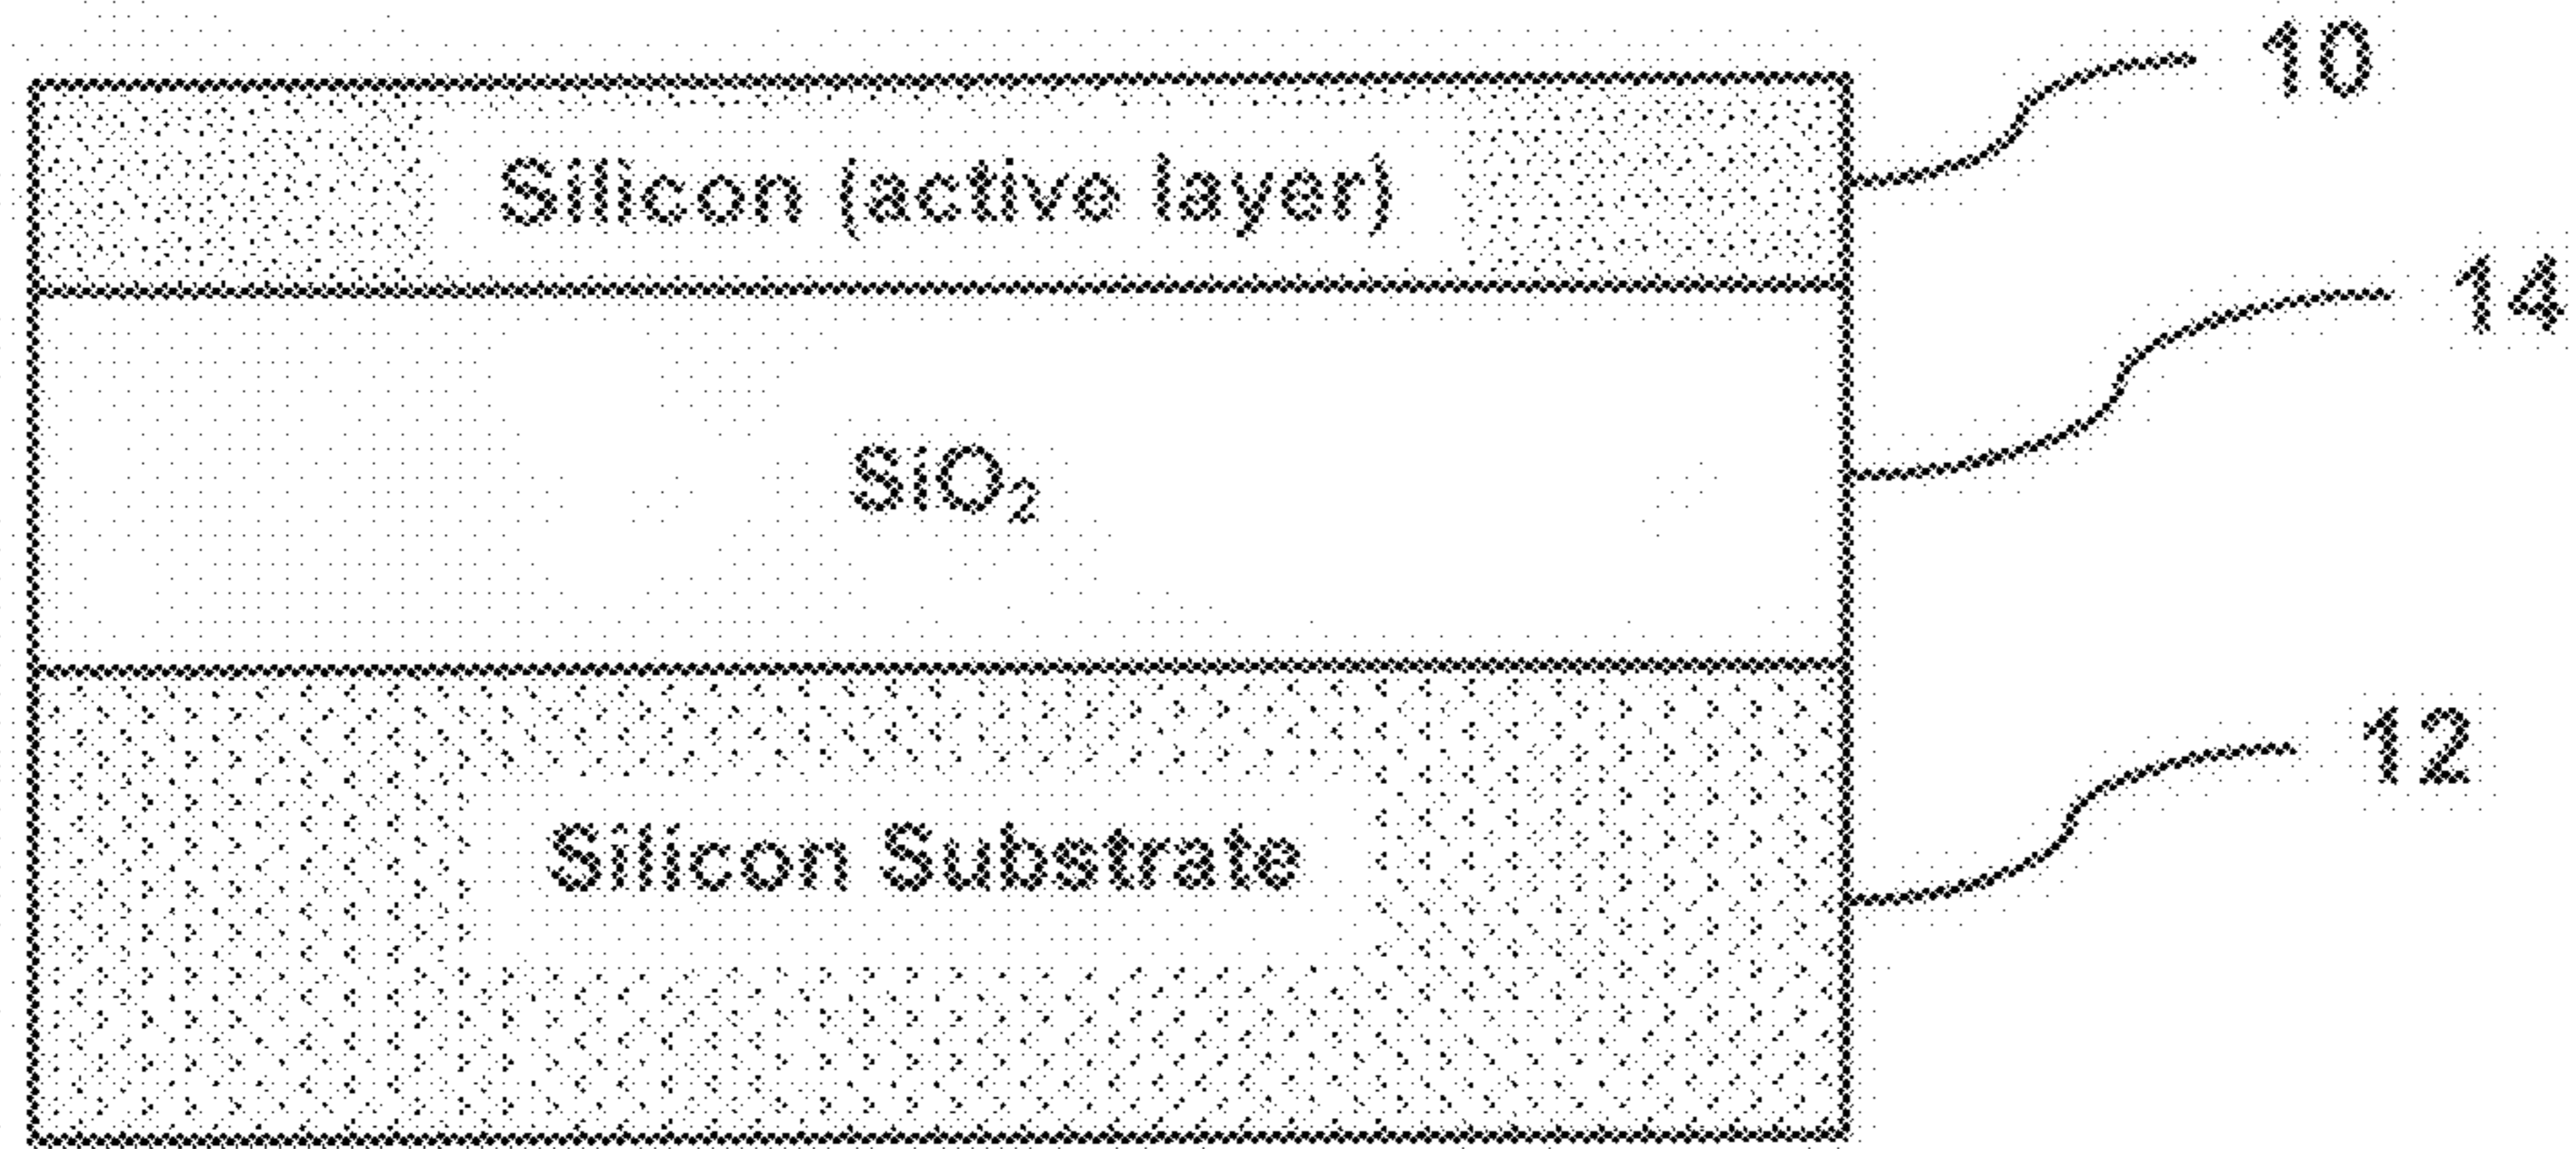 10
Silicon (active layer)
14
SiO₂
12
Silicon Substrate